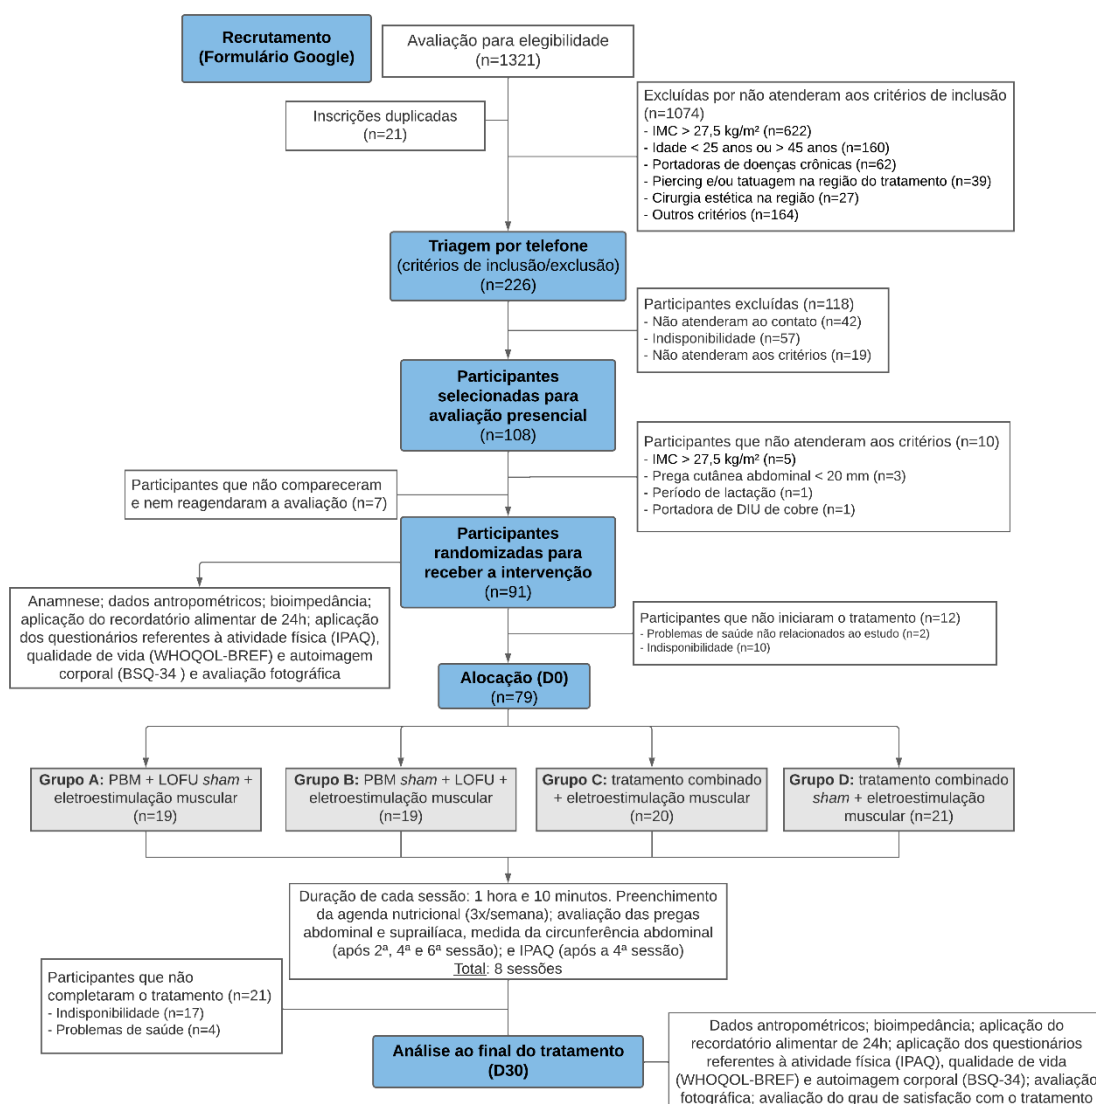 Recrutamento
(Formulário Google)
Avaliação para elegibilidade
(n=1321)
Inscrições duplicadas
(n=21)
Excluídas por não atenderam aos critérios de inclusão
(n=1074)
- IMC > 27,5 kg/m² (n=622)
- Idade < 25 anos ou > 45 anos (n=160)
- Portadoras de doenças crônicas (n=62)
- Piercing e/ou tatuagem na região do tratamento (n=39)
- Cirurgia estética na região (n=27)
- Outros critérios (n=164)
Triagem por telefone
(critérios de inclusão/exclusão)
(n=226)
Participantes excluídas (n=118)
- Não atenderam ao contato (n=42)
- Indisponibilidade (n=57)
- Não atenderam aos critérios (n=19)
Participantes
selecionadas para
avaliação presencial
(n=108)
Participantes que não atenderam aos critérios (n=10)
- IMC > 27,5 kg/m² (n=5)
- Prega cutânea abdominal < 20 mm (n=3)
- Período de lactação (n=1)
- Portadora de DIU de cobre (n=1)
Participantes que não compareceram
e nem reagendaram a avaliação (n=7)
Participantes
randomizadas para
receber a intervenção
(n=91)
Anamnese; dados antropométricos; bioimpedância;
aplicação do recordatório alimentar de 24h; aplicação
dos questionários referentes à atividade física (IPAQ),
qualidade de vida (WHOQOL-BREF) e autoimagem
corporal (BSQ-34 ) e avaliação fotográfica
Participantes que não iniciaram o tratamento (n=12)
- Problemas de saúde não relacionados ao estudo (n=2)
- Indisponibilidade (n=10)
Alocação (D0)
(n=79)
Grupo A: PBM + LOFU sham +
eletroestimulação muscular
(n=19)
Grupo B: PBM sham + LOFU +
eletroestimulação muscular
(n=19)
Grupo C: tratamento combinado
+ eletroestimulação muscular
(n=20)
Grupo D: tratamento combinado
sham + eletroestimulação
muscular (n=21)
Duração de cada sessão: 1 hora e 10 minutos. Preenchimento
da agenda nutricional (3x/semana); avaliação das pregas
abdominal e suprailíaca, medida da circunferência abdominal
(após 2ª, 4ª e 6ª sessão); e IPAQ (após a 4ª sessão)
Total: 8 sessões
Participantes que não
completaram o tratamento (n=21)
- Indisponibilidade (n=17)
- Problemas de saúde (n=4)
Análise ao final do tratamento
(D30)
Dados antropométricos; bioimpedância; aplicação do
recordatório alimentar de 24h; aplicação dos questionários
referentes à atividade física (IPAQ), qualidade de vida
(WHOQOL-BREF) e autoimagem corporal (BSQ-34); avaliação
fotográfica; avaliação do grau de satisfação com o tratamento